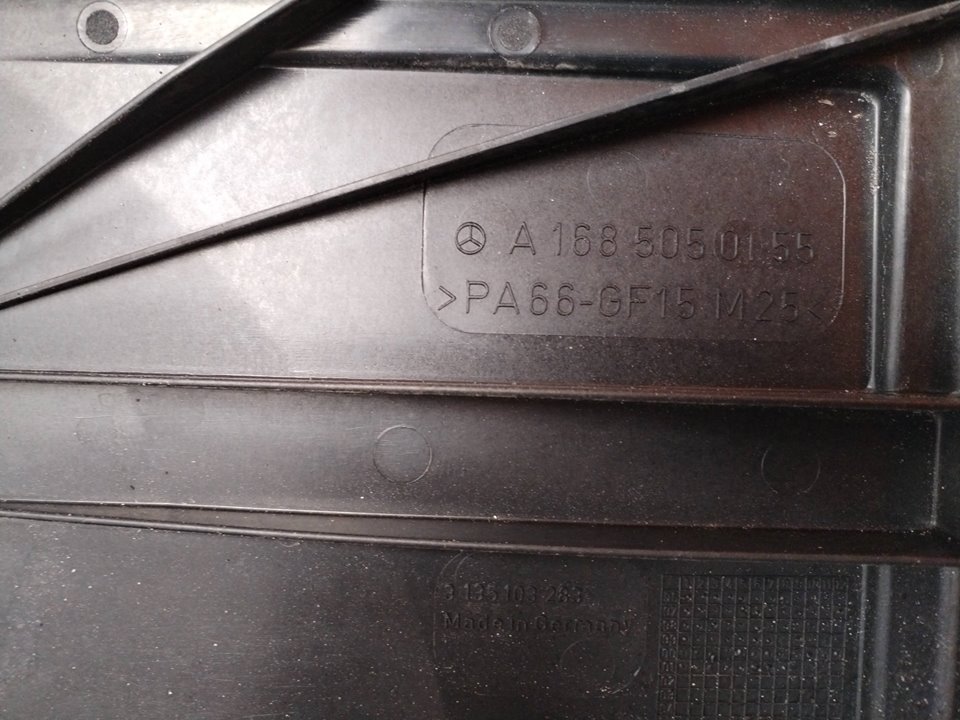 A 168 505 01 55
>PA66-GF15 M25<
3 135 103 283
Made in Germany